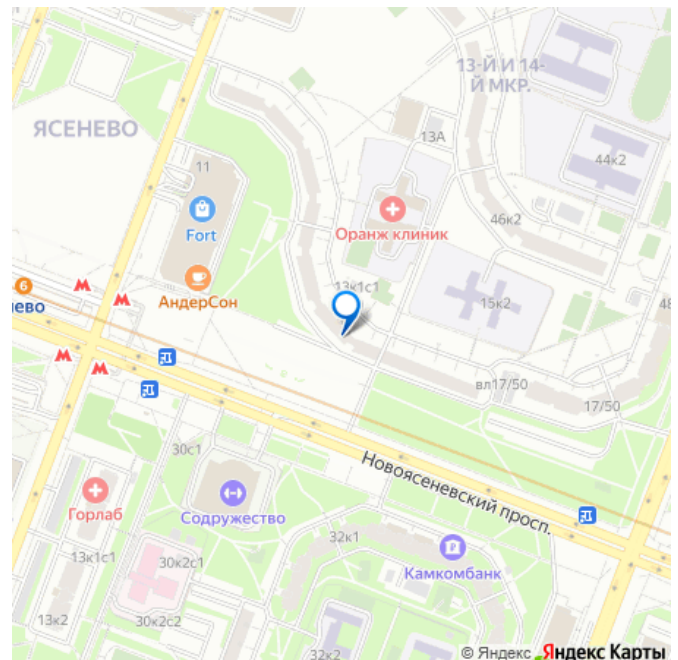 13-Й И 14-
Й МКР.
ЯСЕНЕВО
13А
11
44к2
Fort
Оранж клиник
46к2
13к1с1
6
ново
АндерСон
15к2
48
вл17/50
17/50
30с1
Новоясеневский просп.
Горлаб
Содружество
13к1с1
32к1
30к2с1
Камкомбанк
13к2
30к2с2
32к2
© Яндекс
Яндекс Карты